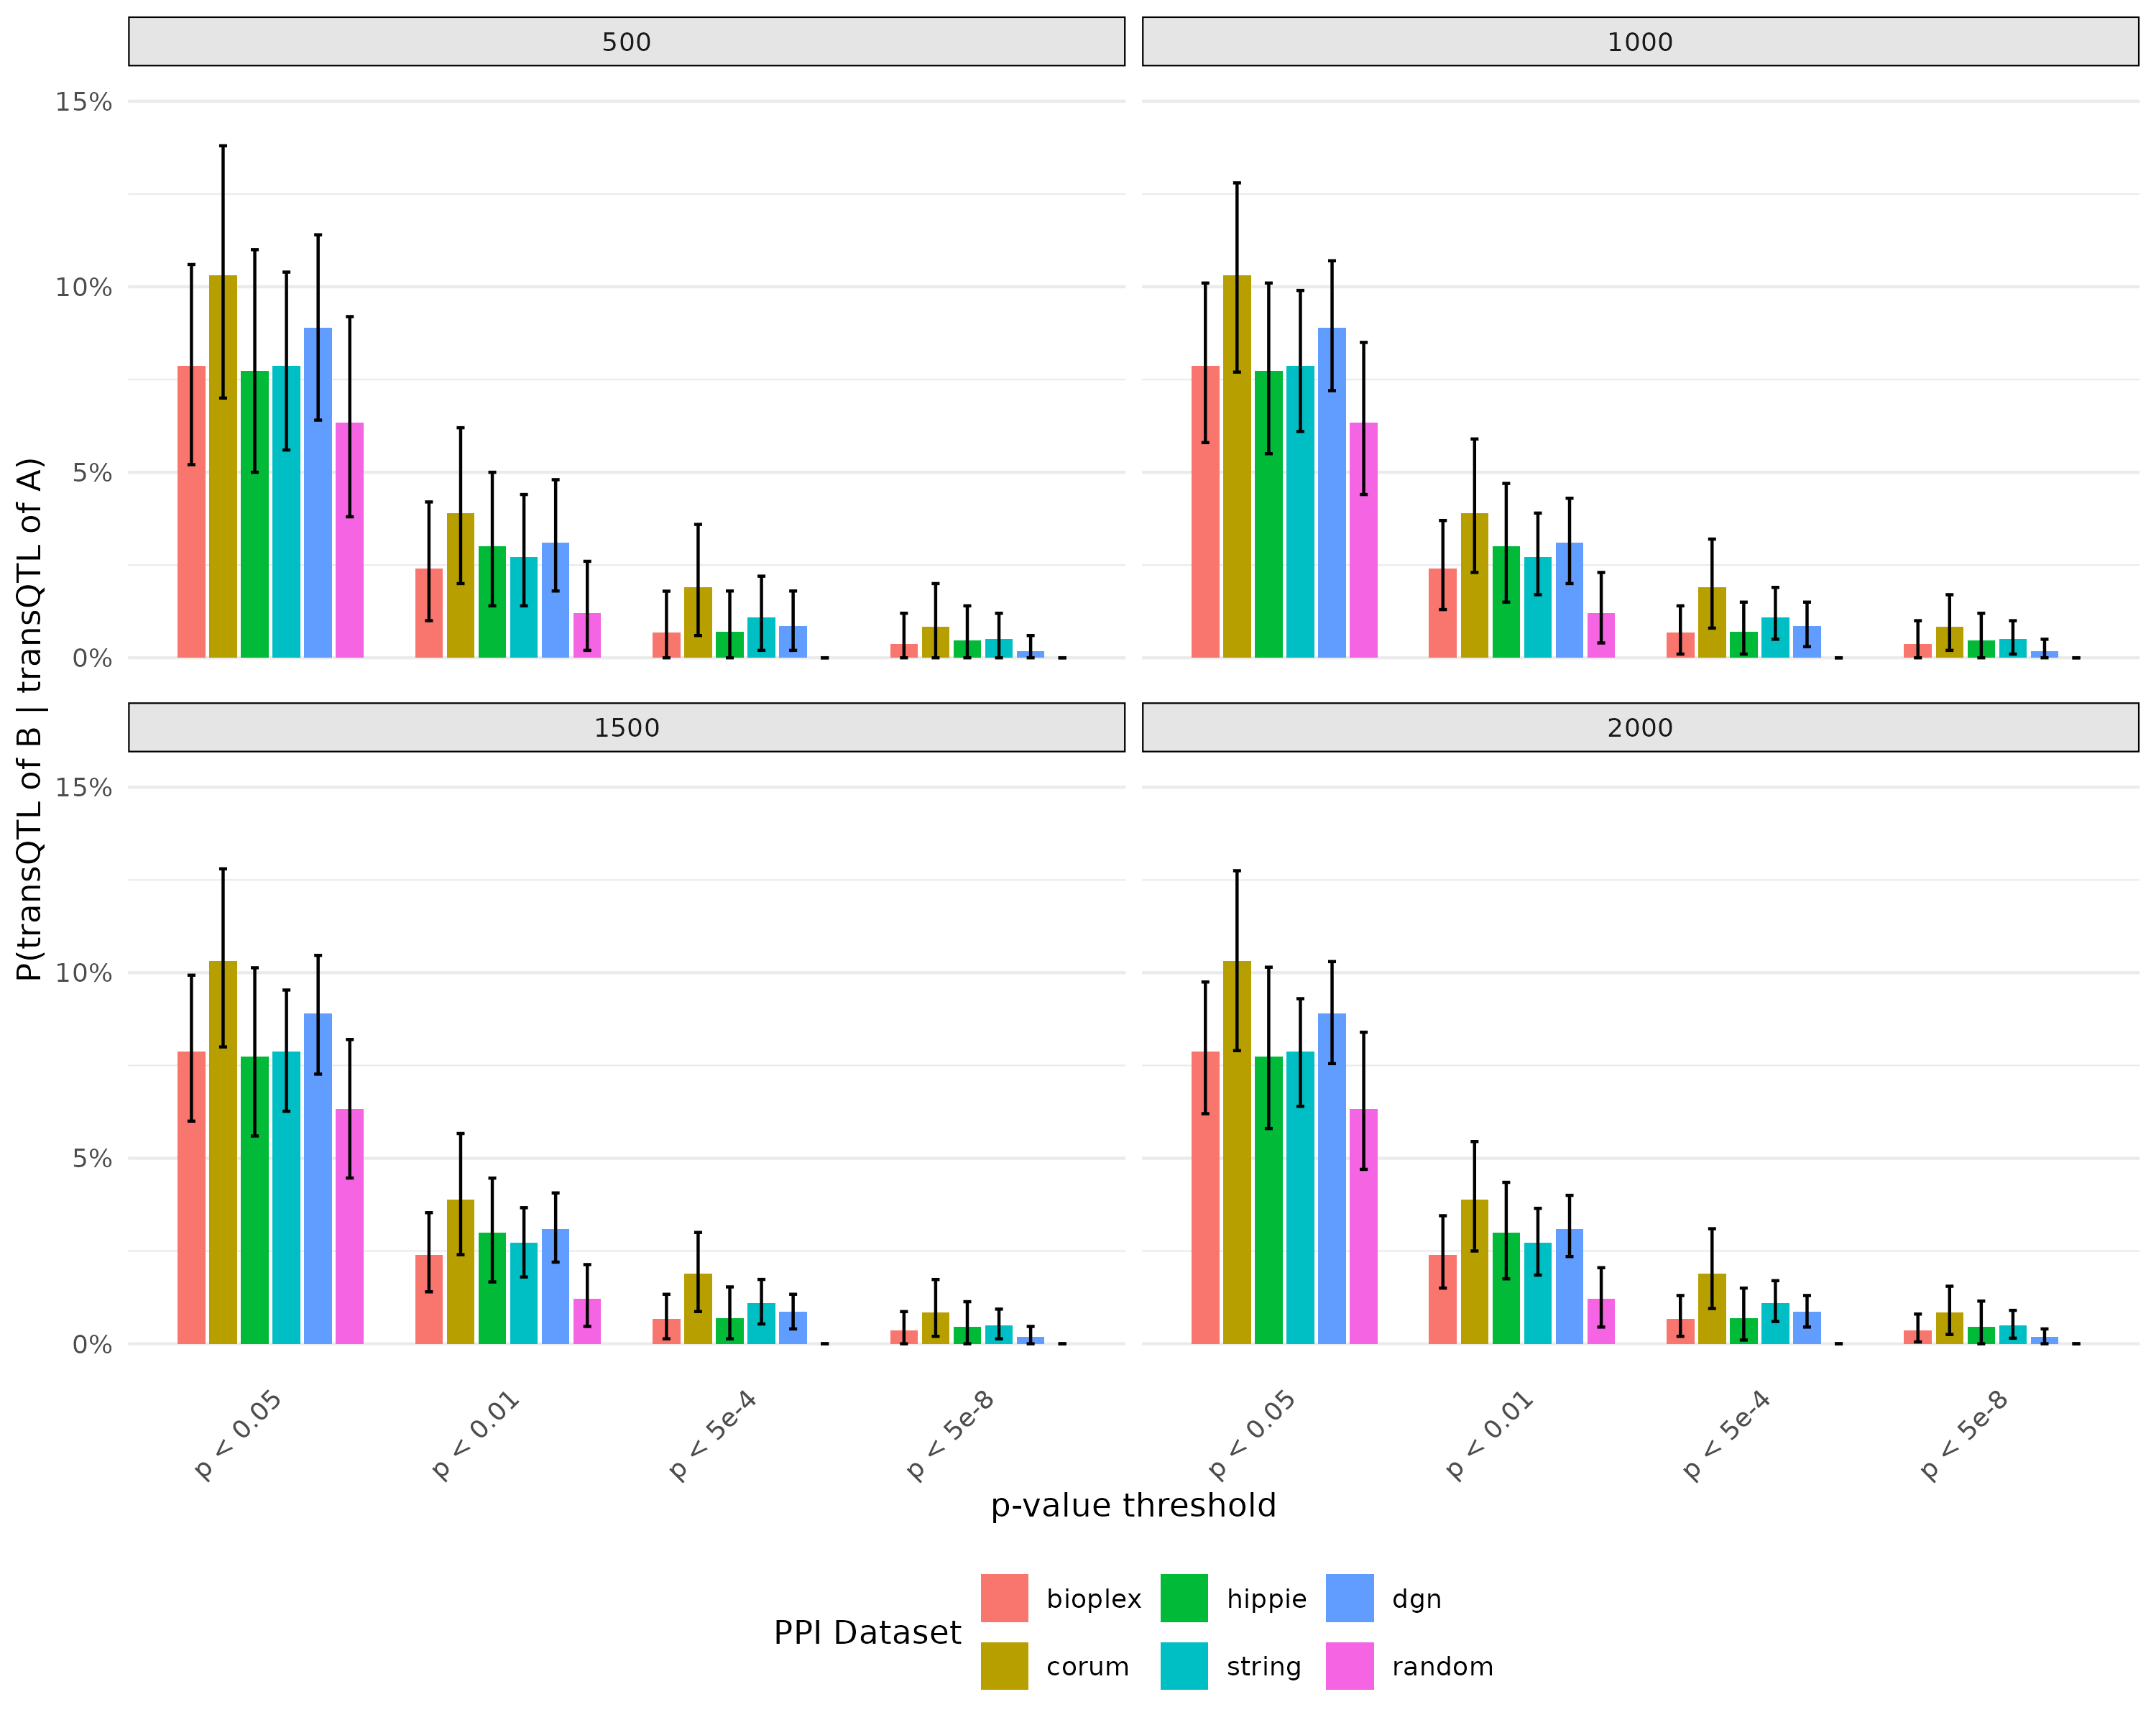 500
1000
15%
10%
5%
0%
P(transQTL of B | transQTL of A)
1500
2000
15%
10%
5%
0%
p < 0.05
p < 0.01
p < 5e-4
p < 5e-8
p < 0.05
p < 0.01
p < 5e-4
p < 5e-8
p-value threshold
PPI Dataset
bioplex
hippie
dgn
corum
string
random